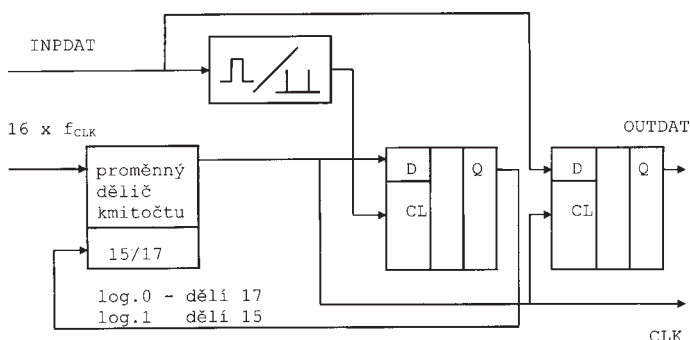 INPDAT
16 x fCLK
OUTDAT
proměnný
dělič
kmitočtu
15/17
D
Q
CL
D
Q
CL
log.0 - dělí 17
log.1 dělí 15
CLK